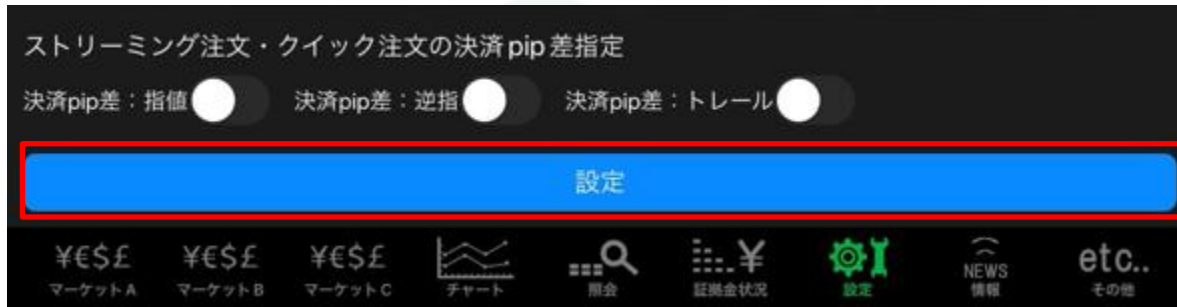 ストリーミング注文・クイック注文の決済pip差指定
決済pip差：指値 決済pip差：逆指 決済pip差：トレール
設定
¥€$£ ¥€$£ ¥€$£ ¥ NEWS etc..
マーケットA マーケットB マーケットC チャート 照会 証拠金状況 設定 情報 その他